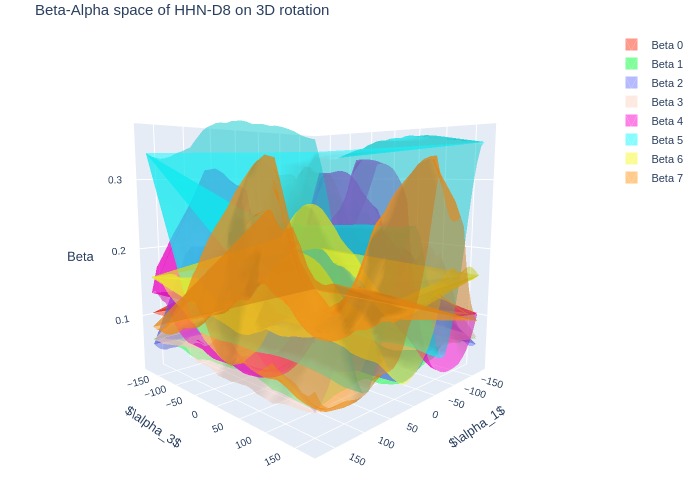 Beta-Alpha space of HHN-D8 on 3D rotation
Beta 0
Beta 1
Beta 2
Beta 3
Beta 4
Beta 5
Beta 6
Beta 7
0.3
0.2
0.1
Beta
−150
−100
−50
0
50
100
150
$\alpha_3$
−150
−100
−50
0
50
100
150
$\alpha_1$